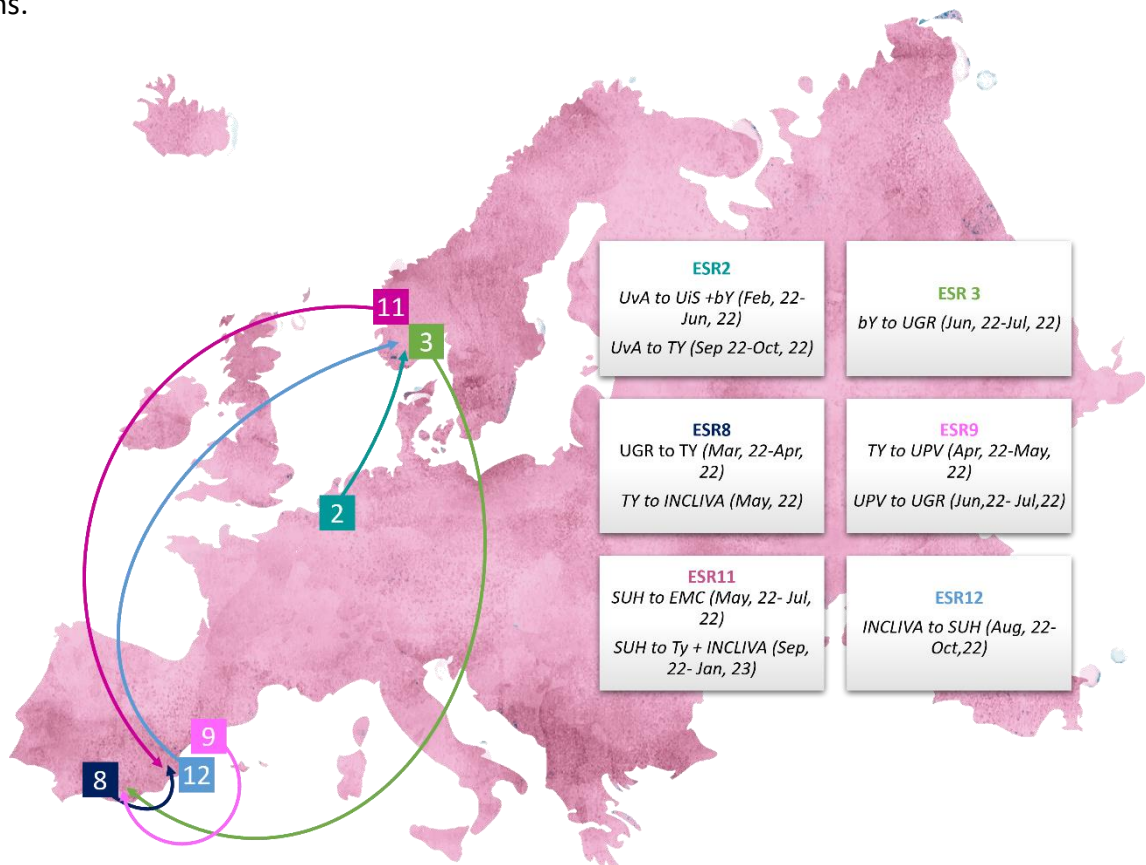 ns.
11
3
2
9
8
12
ESR2
UvA to UiS +bY (Feb, 22-
Jun, 22)
UvA to TY (Sep 22-Oct, 22)
ESR 3
bY to UGR (Jun, 22-Jul, 22)
ESR8
UGR to TY (Mar, 22-Apr,
22)
TY to INCLIVA (May, 22)
ESR9
TY to UPV (Apr, 22-May,
22)
UPV to UGR (Jun,22- Jul,22)
ESR11
SUH to EMC (May, 22- Jul,
22)
SUH to Ty + INCLIVA (Sep,
22- Jan, 23)
ESR12
INCLIVA to SUH (Aug, 22-
Oct,22)